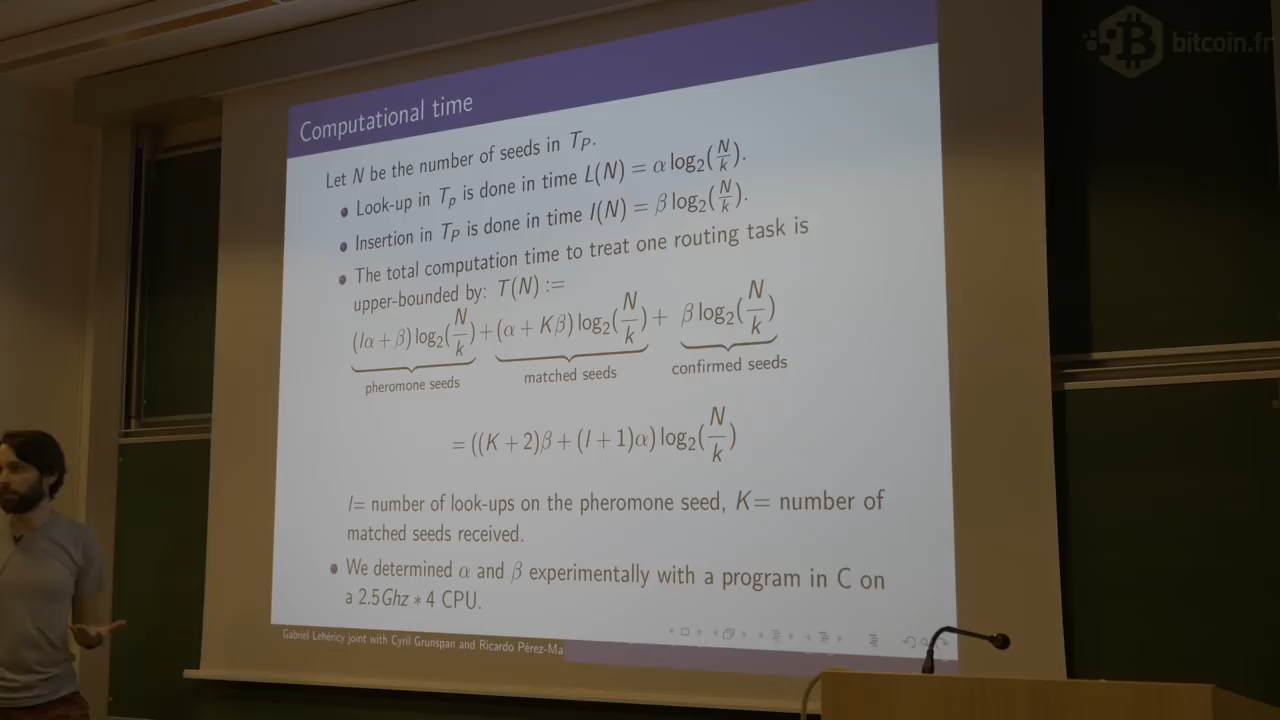 bitcoin.fr
Computational time
Let N be the number of seeds in T_P.
• Look-up in T_p is done in time L(N) = α log₂(N/k).
• Insertion in T_P is done in time I(N) = β log₂(N/k).
• The total computation time to treat one routing task is
upper-bounded by: T(N) :=
(Iα + β) log₂(N/k) + (α + Kβ) log₂(N/k) + β log₂(N/k)
pheromone seeds matched seeds confirmed seeds
= ((K + 2)β + (I + 1)α) log₂(N/k)
I= number of look-ups on the pheromone seed, K= number of
matched seeds received.
• We determined α and β experimentally with a program in C on
a 2.5Ghz * 4 CPU.
Gabriel Lehéricy joint with Cyril Grunspan and Ricardo Pérez-Ma